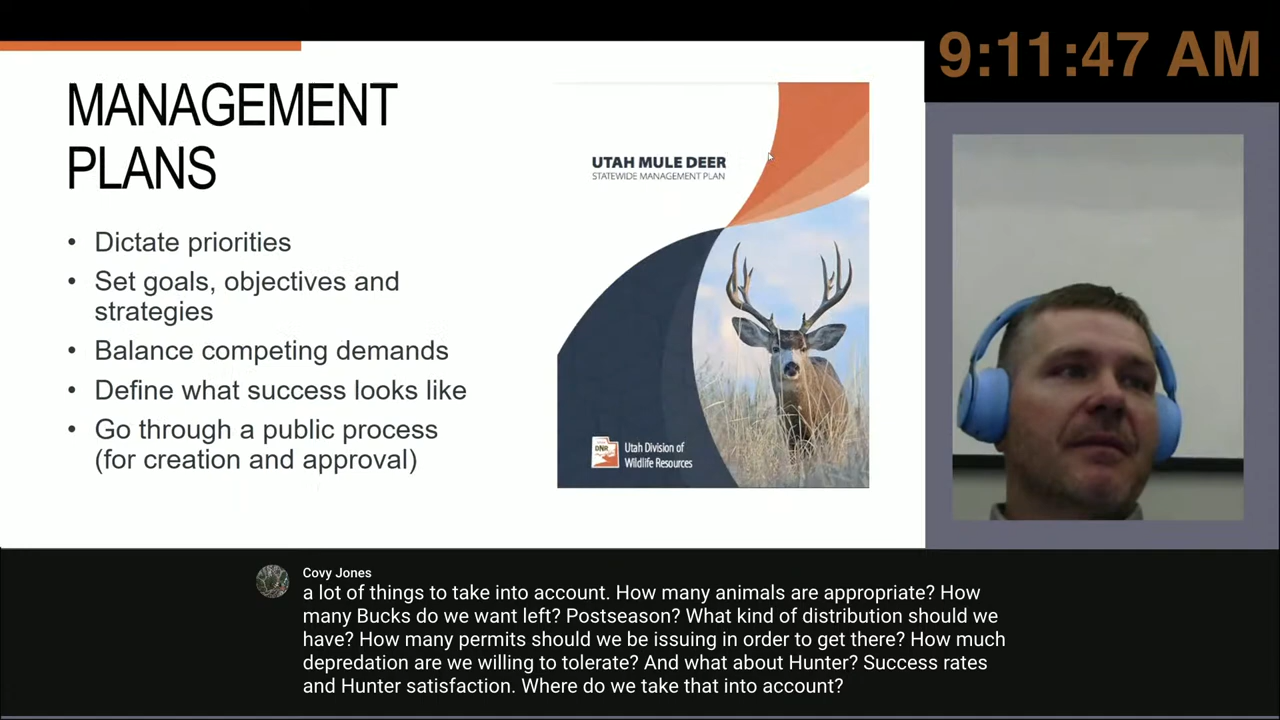 9:11:47 AM
MANAGEMENT
PLANS
• Dictate priorities
• Set goals, objectives and
strategies
• Balance competing demands
• Define what success looks like
• Go through a public process
(for creation and approval)
UTAH MULE DEER
STATEWIDE MANAGEMENT PLAN
DNR
Utah Division of
Wildlife Resources
Covy Jones
a lot of things to take into account. How many animals are appropriate? How
many Bucks do we want left? Postseason? What kind of distribution should we
have? How many permits should we be issuing in order to get there? How much
depredation are we willing to tolerate? And what about Hunter? Success rates
and Hunter satisfaction. Where do we take that into account?